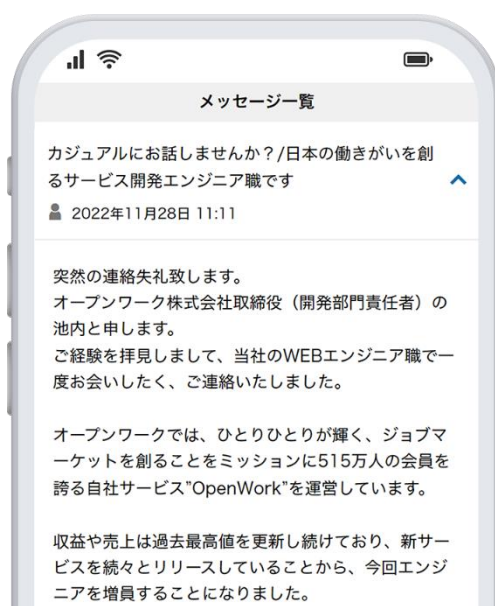 メッセージ一覧
カジュアルにお話しませんか？/日本の働きがいを創
るサービス開発エンジニア職です
2022年11月28日 11:11
突然の連絡失礼致します。
オープンワーク株式会社取締役（開発部門責任者）の
池内と申します。
ご経験を拝見しまして、当社のWEBエンジニア職で一
度お会いしたく、ご連絡いたしました。
オープンワークでは、ひとりひとりが輝く、ジョブマ
ーケットを創ることをミッションに515万人の会員を
誇る自社サービス”OpenWork”を運営しています。
収益や売上は過去最高値を更新し続けており、新サー
ビスを続々とリリースしていることから、今回エンジ
ニアを増員することになりました。